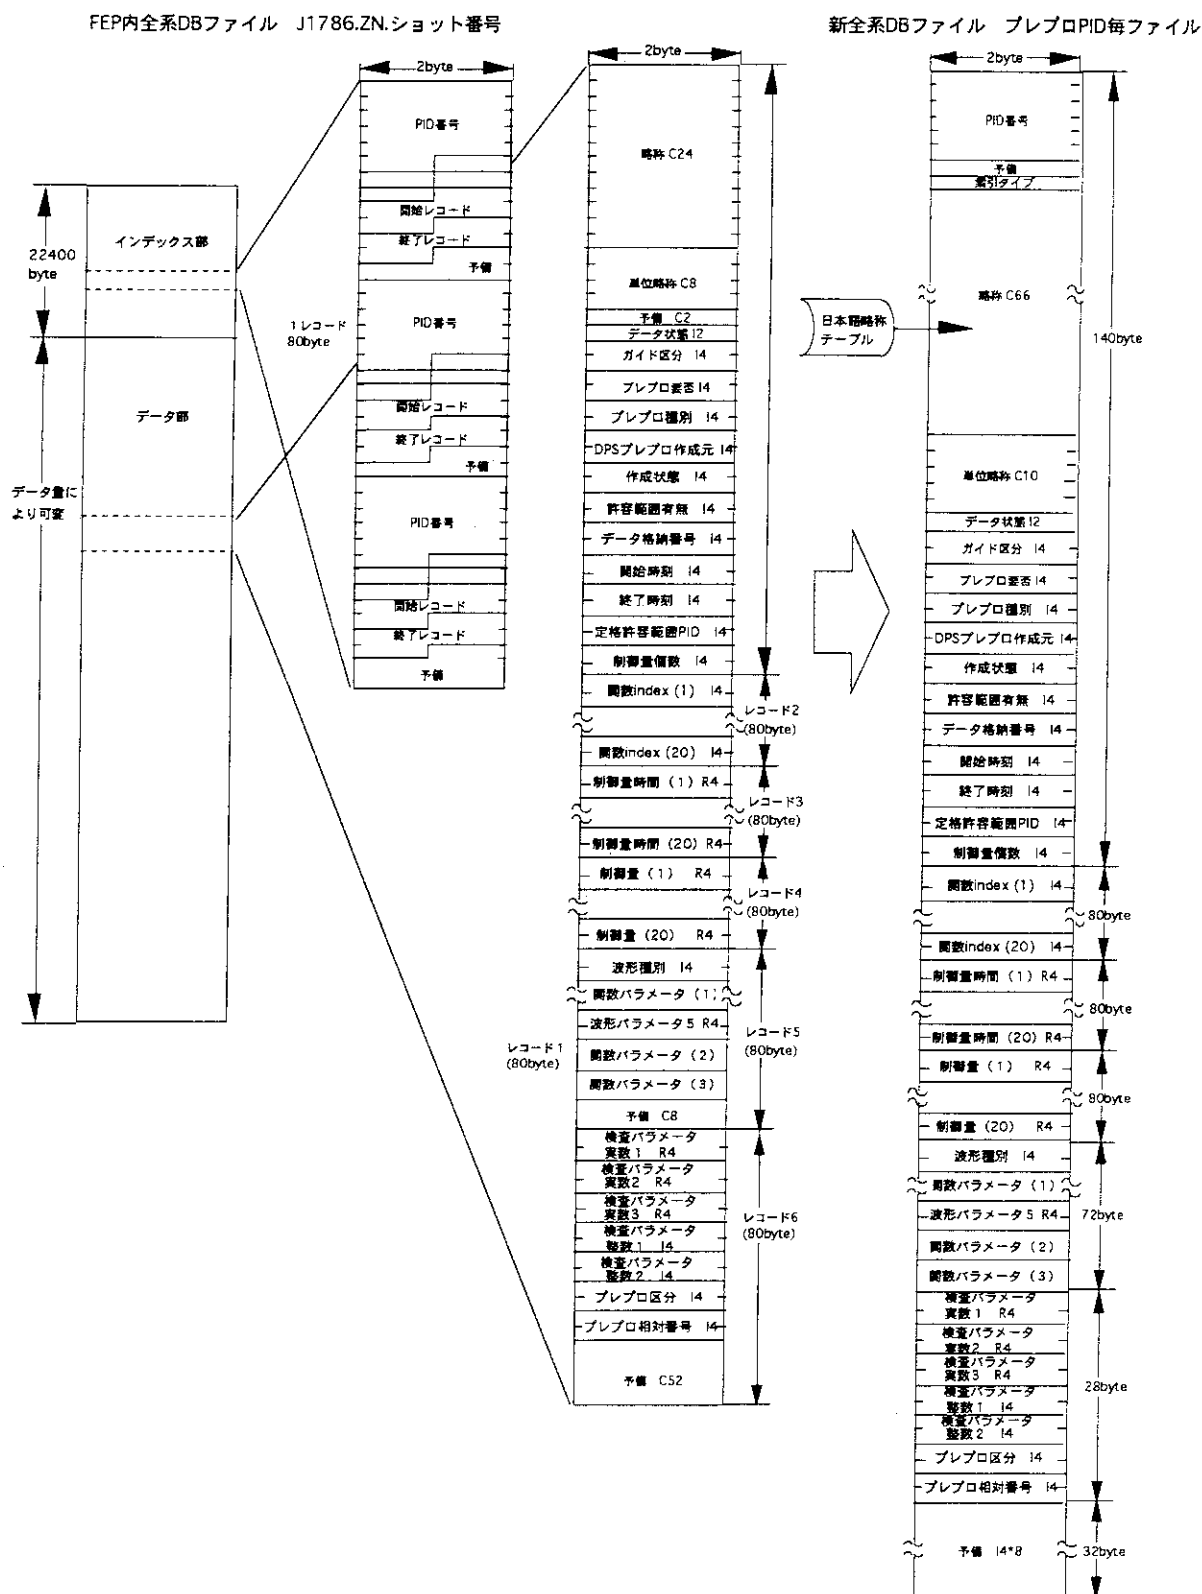 FEP内全系DBファイル　J1786.ZN.ショット番号
22400
byte
インデックス部
データ部
データ量に
より可変
2byte
PID番号
開始レコード
終了レコード
予備
1レコード
80byte
PID番号
開始レコード
終了レコード
予備
PID番号
開始レコード
終了レコード
予備
2byte
略称 C24
単位略称 C8
予備 C2
データ状態 I2
ガイド区分 I4
プレプロ要否 I4
プレプロ種別 I4
DPSプレプロ作成元 I4
作成状態 I4
許容範囲有無 I4
データ格納番号 I4
開始時刻 I4
終了時刻 I4
定格許容範囲PID I4
制御量個数 I4
関数index (1) I4
関数index (20) I4
レコード2
(80byte)
制御量時間 (1) R4
制御量時間 (20) R4
レコード3
(80byte)
制御量 (1) R4
制御量 (20) R4
レコード4
(80byte)
波形種別 I4
関数パラメータ (1)
波形パラメータ5 R4
関数パラメータ (2)
関数パラメータ (3)
予備 C8
レコード5
(80byte)
レコード1
(80byte)
検査パラメータ
実数1 R4
検査パラメータ
実数2 R4
検査パラメータ
実数3 R4
検査パラメータ
整数1 I4
検査パラメータ
整数2 I4
プレプロ区分 I4
プレプロ相対番号 I4
予備 C52
レコード6
(80byte)
新全系DBファイル　プレプロPID毎ファイル
2byte
PID番号
予備
索引タイプ
略称 C66
日本語略称
テーブル
140byte
単位略称 C10
データ状態 I2
ガイド区分 I4
プレプロ要否 I4
プレプロ種別 I4
DPSプレプロ作成元 I4
作成状態 I4
許容範囲有無 I4
データ格納番号 I4
開始時刻 I4
終了時刻 I4
定格許容範囲PID I4
制御量個数 I4
関数index (1) I4
80byte
関数index (20) I4
制御量時間 (1) R4
80byte
制御量時間 (20) R4
制御量 (1) R4
80byte
制御量 (20) R4
波形種別 I4
関数パラメータ (1)
波形パラメータ5 R4
72byte
関数パラメータ (2)
関数パラメータ (3)
検査パラメータ
実数1 R4
検査パラメータ
実数2 R4
検査パラメータ
実数3 R4
28byte
検査パラメータ
整数1 I4
検査パラメータ
整数2 I4
プレプロ区分 I4
プレプロ相対番号 I4
予備 I4*8
32byte